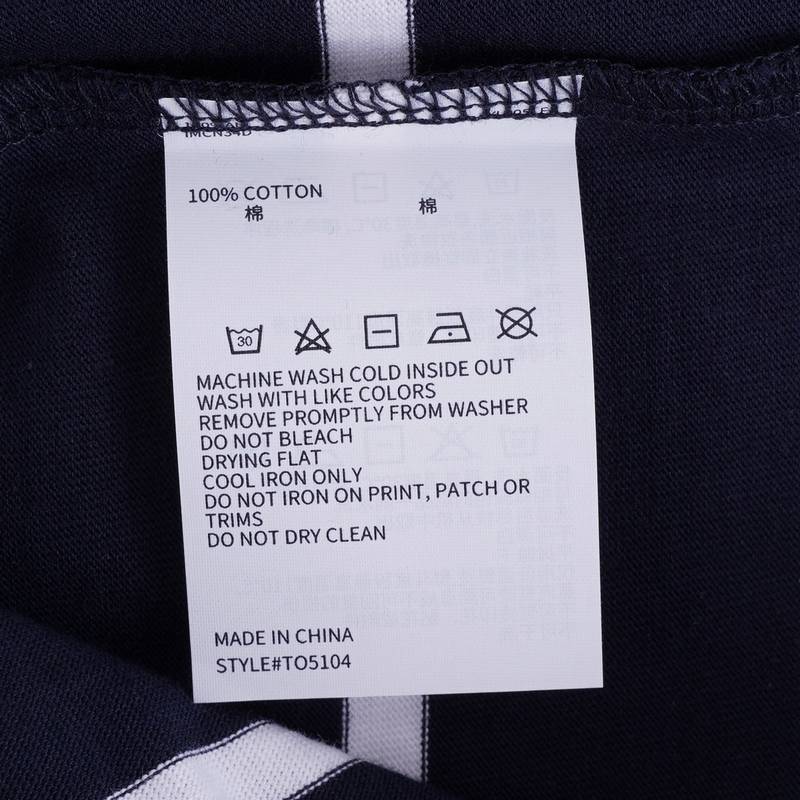 100% COTTON
棉 棉
30
MACHINE WASH COLD INSIDE OUT
WASH WITH LIKE COLORS
REMOVE PROMPTLY FROM WASHER
DO NOT BLEACH
DRYING FLAT
COOL IRON ONLY
DO NOT IRON ON PRINT, PATCH OR
TRIMS
DO NOT DRY CLEAN
MADE IN CHINA
STYLE#TO5104